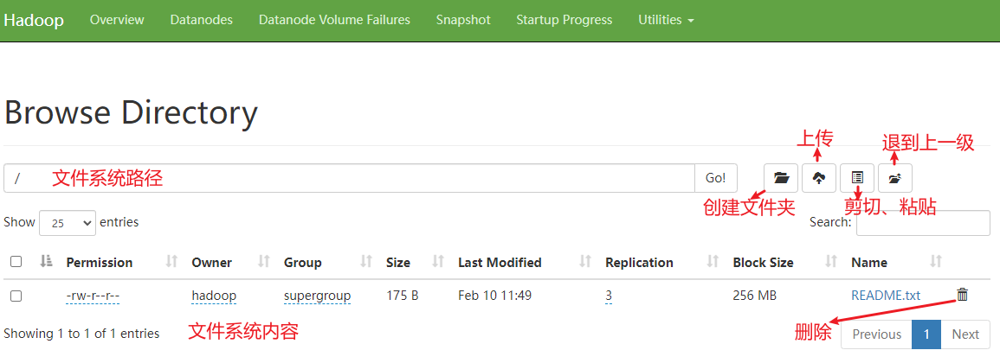 Hadoop Overview Datanodes Datanode Volume Failures Snapshot Startup Progress Utilities
Browse Directory
上传 退到上一级
/ 文件系统路径 Go!
创建文件夹 剪切、粘贴
Show 25 entries Search:
Permission Owner Group Size Last Modified Replication Block Size Name
-rw-r--r-- hadoop supergroup 175 B Feb 10 11:49 3 256 MB README.txt
Showing 1 to 1 of 1 entries 文件系统内容 删除 Previous 1 Next